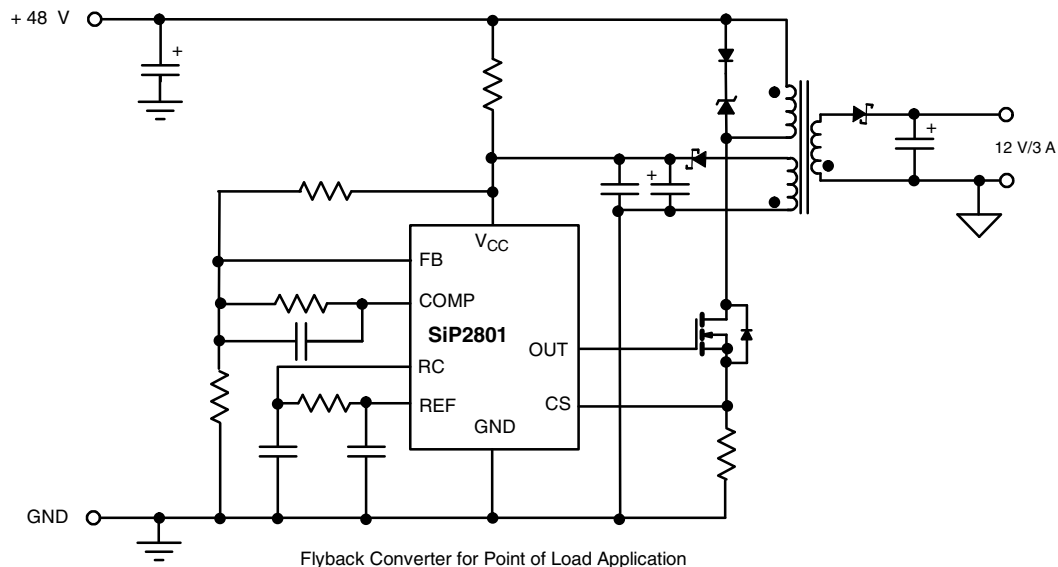 + 48 V
+
+
+
12 V/3 A
VCC
FB
COMP
SiP2801
OUT
RC
REF
CS
GND
GND
Flyback Converter for Point of Load Application